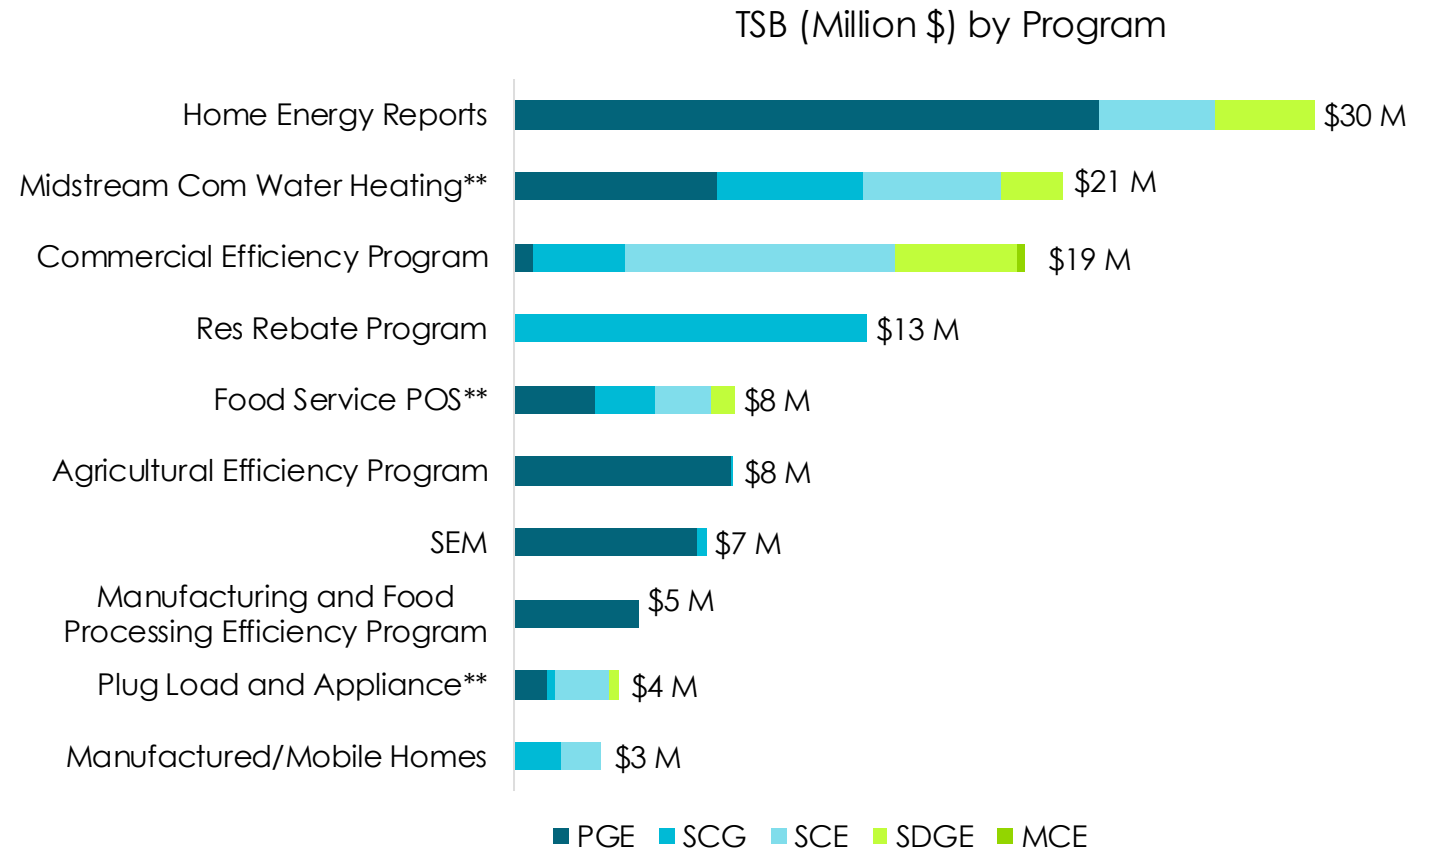 TSB (Million $) by Program
Home Energy Reports
$30 M
Midstream Com Water Heating**
$21 M
Commercial Efficiency Program
$19 M
Res Rebate Program
$13 M
Food Service POS**
$8 M
Agricultural Efficiency Program
$8 M
SEM
$7 M
Manufacturing and Food
Processing Efficiency Program
$5 M
Plug Load and Appliance**
$4 M
Manufactured/Mobile Homes
$3 M
PGE SCG SCE SDGE MCE